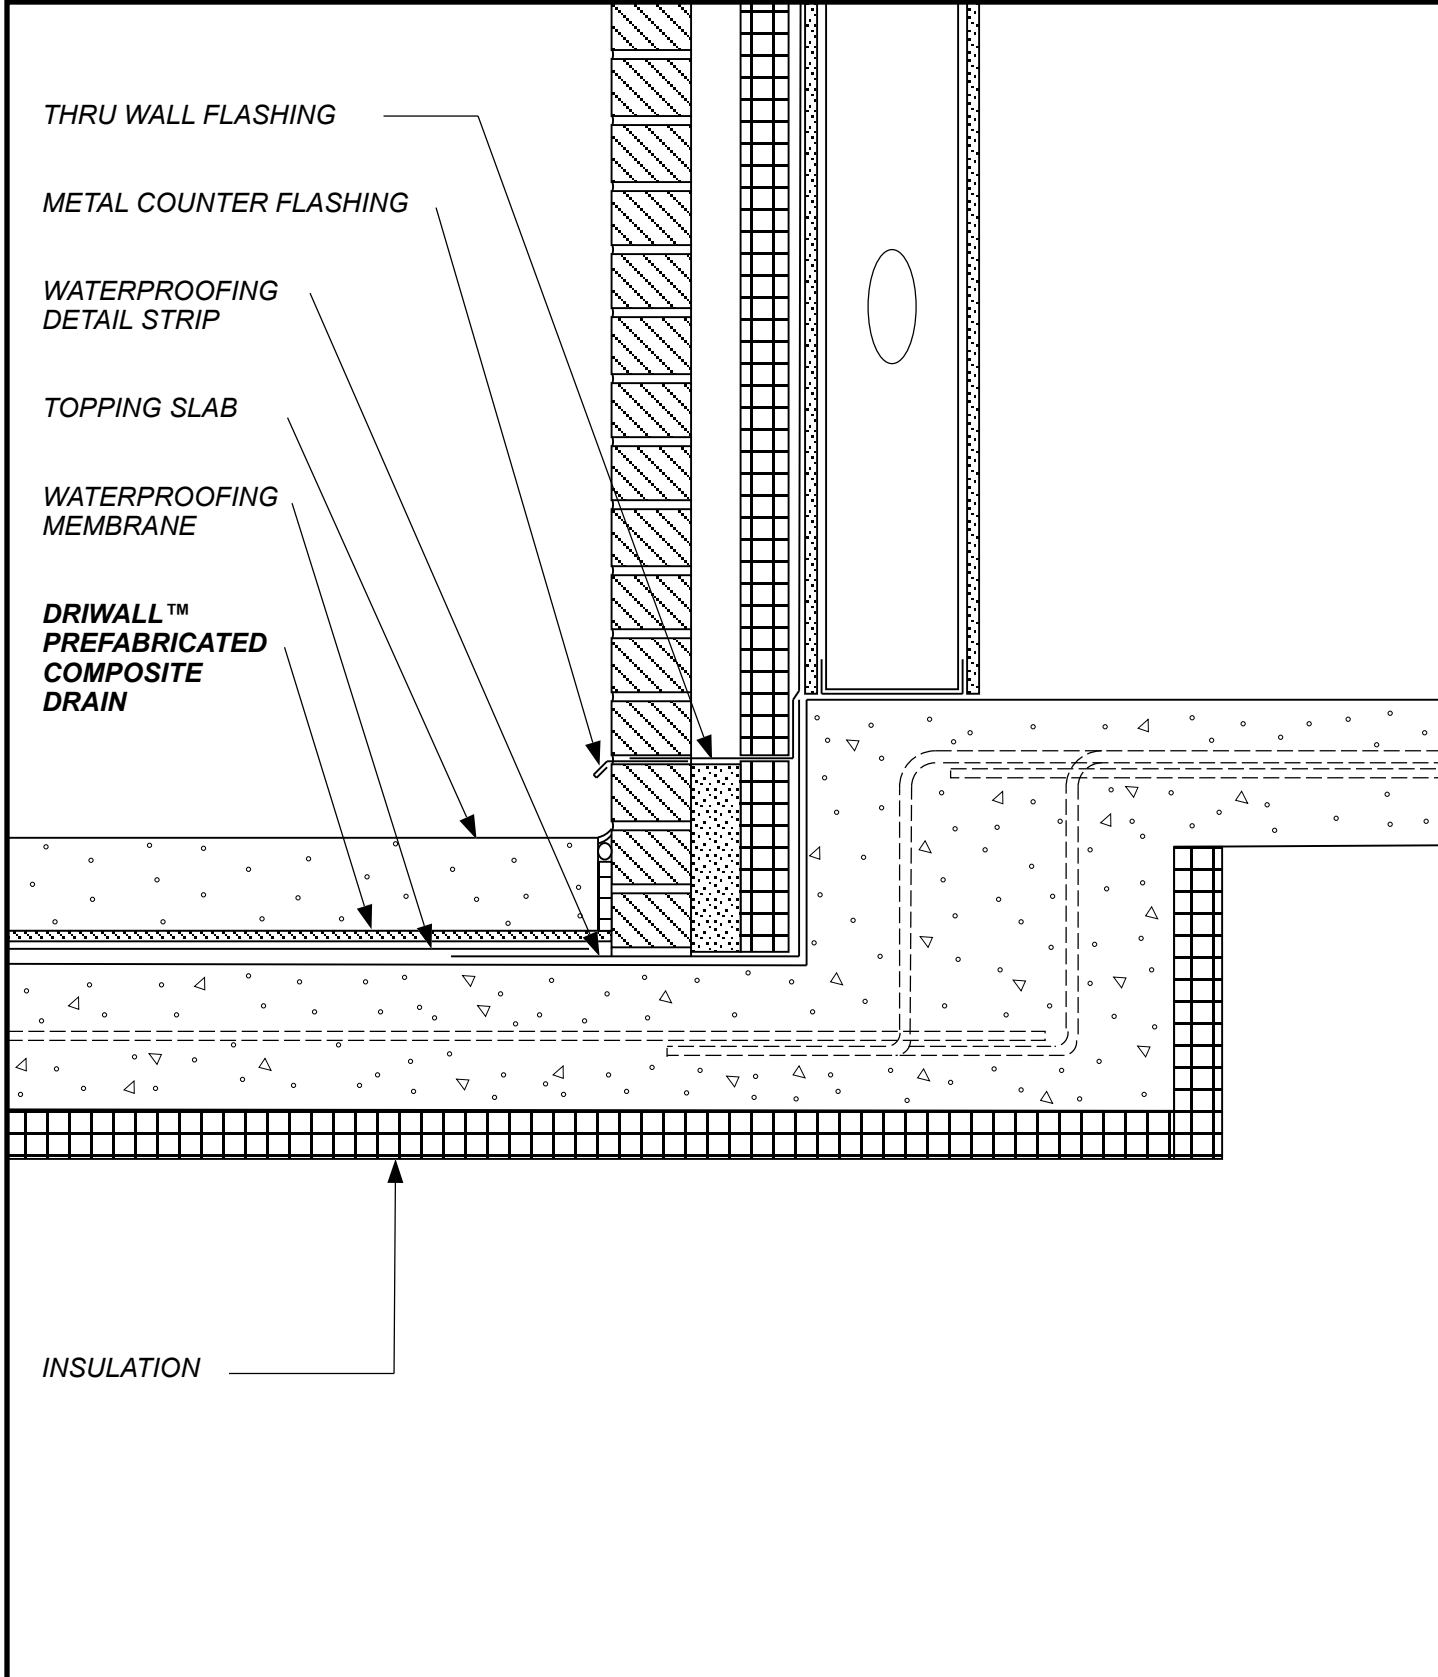 THRU WALL FLASHING
METAL COUNTER FLASHING
WATERPROOFING
DETAIL STRIP
TOPPING SLAB
WATERPROOFING
MEMBRANE
DRIWALL™
PREFABRICATED
COMPOSITE
DRAIN
INSULATION